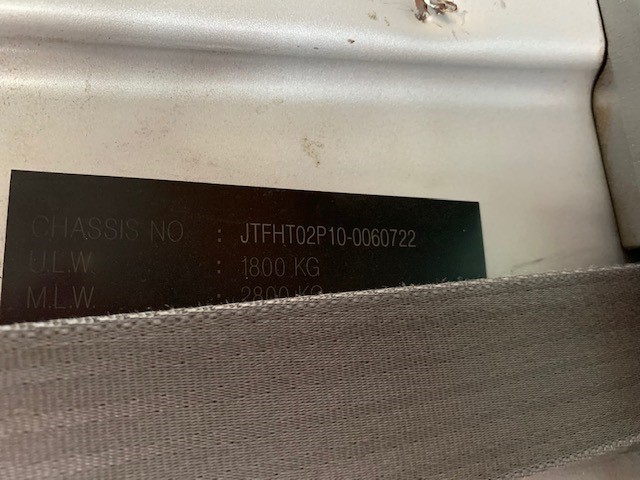 CHASSIS NO : JTFHT02P10-0060722
U.L.W. : 1800 KG
M.L.W. : 2800 KG